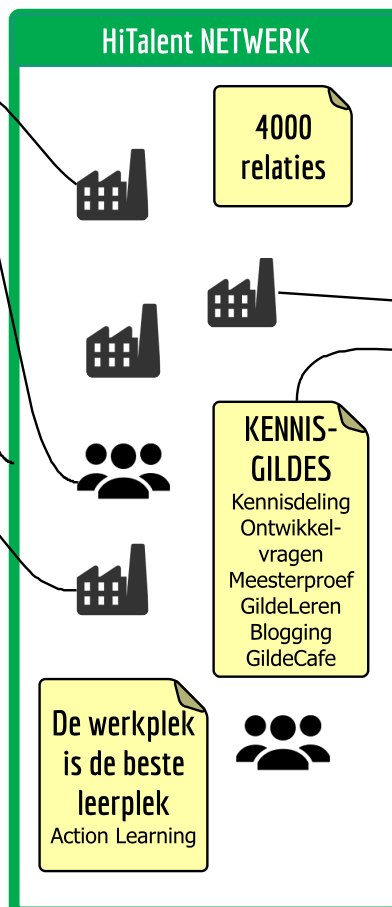 HiTalent NETWERK
4000
relaties
KENNIS-
GILDES
Kennisdeling
Ontwikkel-
vragen
Meesterproef
GildeLeren
Blogging
GildeCafe
De werkplek
is de beste
leerplek
Action Learning